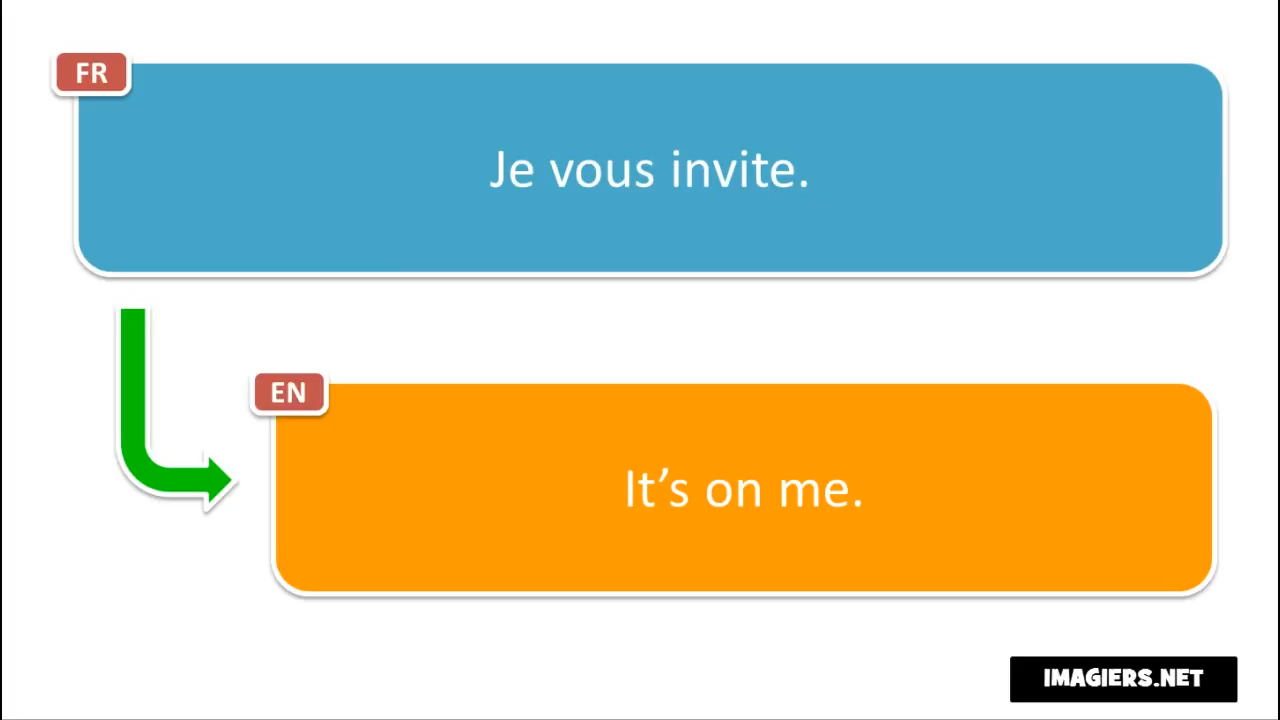 FR
Je vous invite.
EN
It’s on me.
IMAGIERS.NET